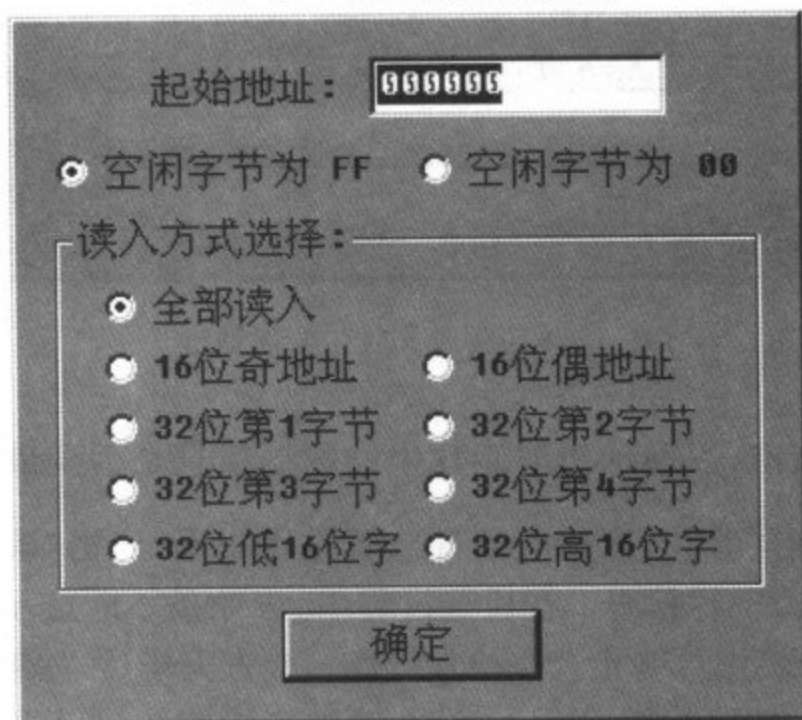 起始地址: 000000
空闲字节为 FF 空闲字节为 00
读入方式选择:
全部读入
16位奇地址 16位偶地址
32位第1字节 32位第2字节
32位第3字节 32位第4字节
32位低16位字 32位高16位字
确定